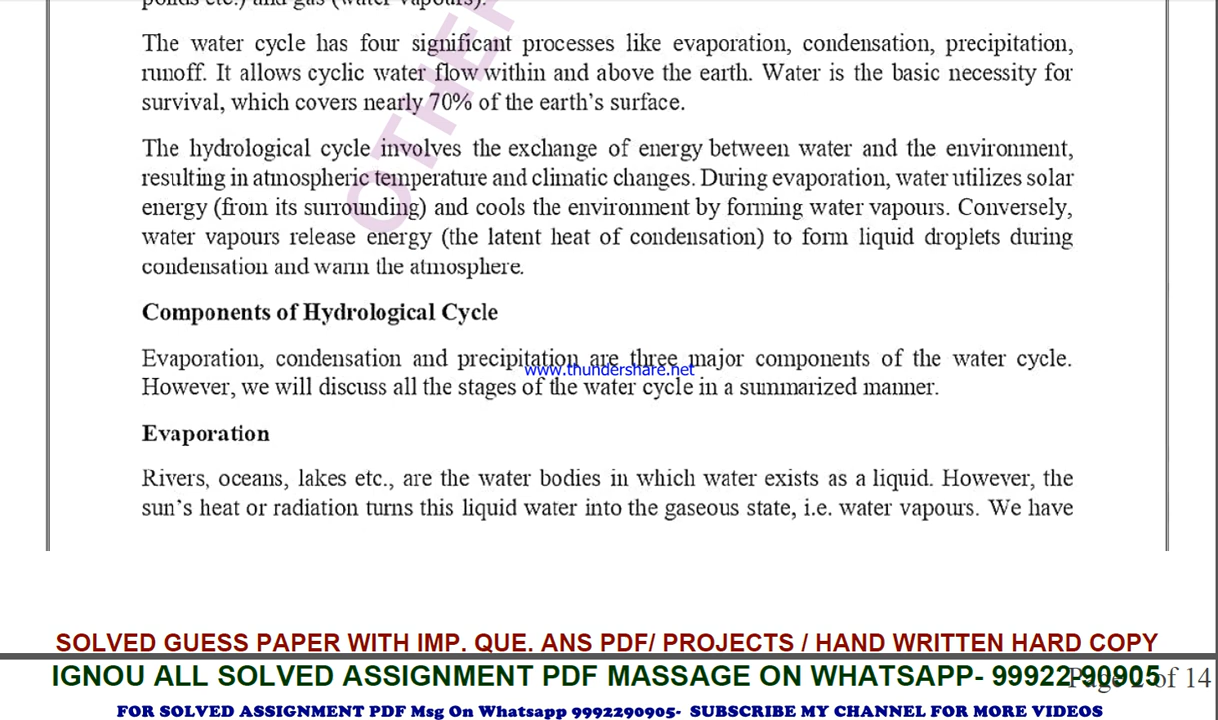 ponds etc.) and gas (water vapours).
The water cycle has four significant processes like evaporation, condensation, precipitation,
runoff. It allows cyclic water flow within and above the earth. Water is the basic necessity for
survival, which covers nearly 70% of the earth's surface.
The hydrological cycle involves the exchange of energy between water and the environment,
resulting in atmospheric temperature and climatic changes. During evaporation, water utilizes solar
energy (from its surrounding) and cools the environment by forming water vapours. Conversely,
water vapours release energy (the latent heat of condensation) to form liquid droplets during
condensation and warm the atmosphere.
Components of Hydrological Cycle
Evaporation, condensation and precipitation are three major components of the water cycle.
www.thundershare.net
However, we will discuss all the stages of the water cycle in a summarized manner.
Evaporation
Rivers, oceans, lakes etc., are the water bodies in which water exists as a liquid. However, the
sun's heat or radiation turns this liquid water into the gaseous state, i.e. water vapours. We have
OTHER
SOLVED GUESS PAPER WITH IMP. QUE. ANS PDF/ PROJECTS / HAND WRITTEN HARD COPY
IGNOU ALL SOLVED ASSIGNMENT PDF MASSAGE ON WHATSAPP- 99922-90905
Page of 14
FOR SOLVED ASSIGNMENT PDF Msg On Whatsapp 9992290905- SUBSCRIBE MY CHANNEL FOR MORE VIDEOS